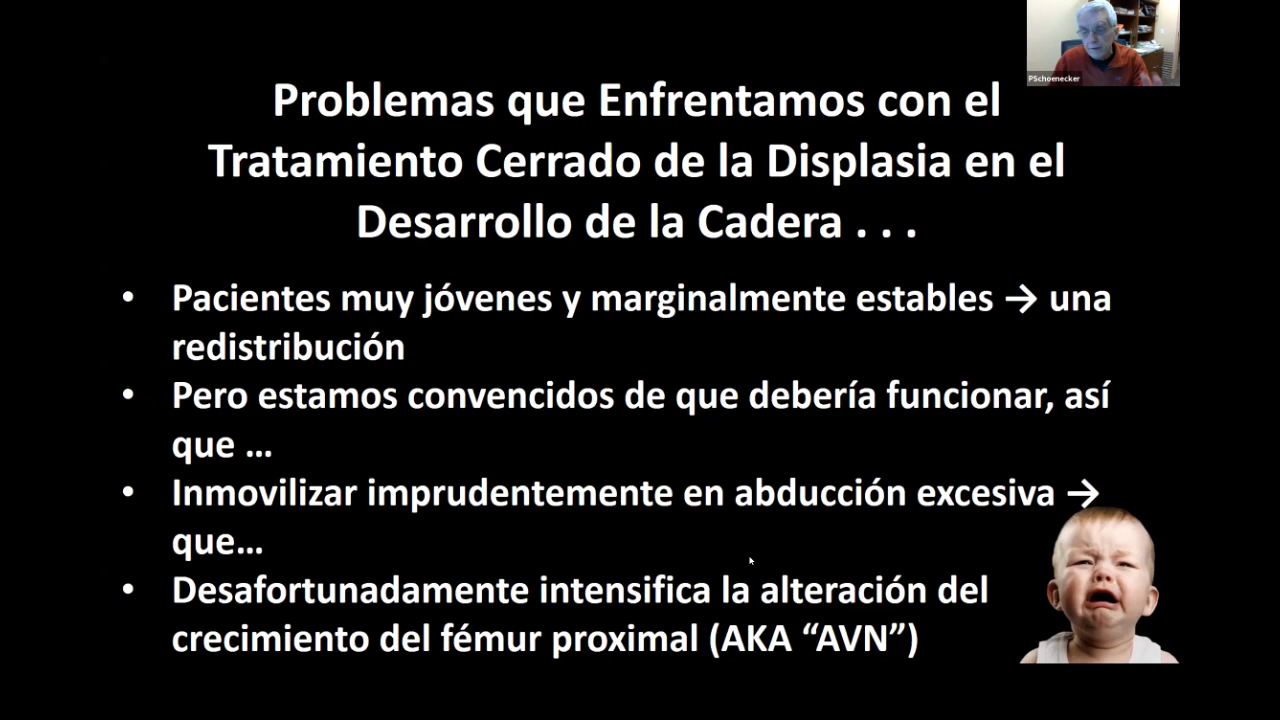 PSchoenecker
Problemas que Enfrentamos con el
Tratamiento Cerrado de la Displasia en el
Desarrollo de la Cadera . . .
• Pacientes muy jóvenes y marginalmente estables → una
redistribución
• Pero estamos convencidos de que debería funcionar, así
que ...
• Inmovilizar imprudentemente en abducción excesiva →
que...
• Desafortunadamente intensifica la alteración del
crecimiento del fémur proximal (AKA “AVN”)